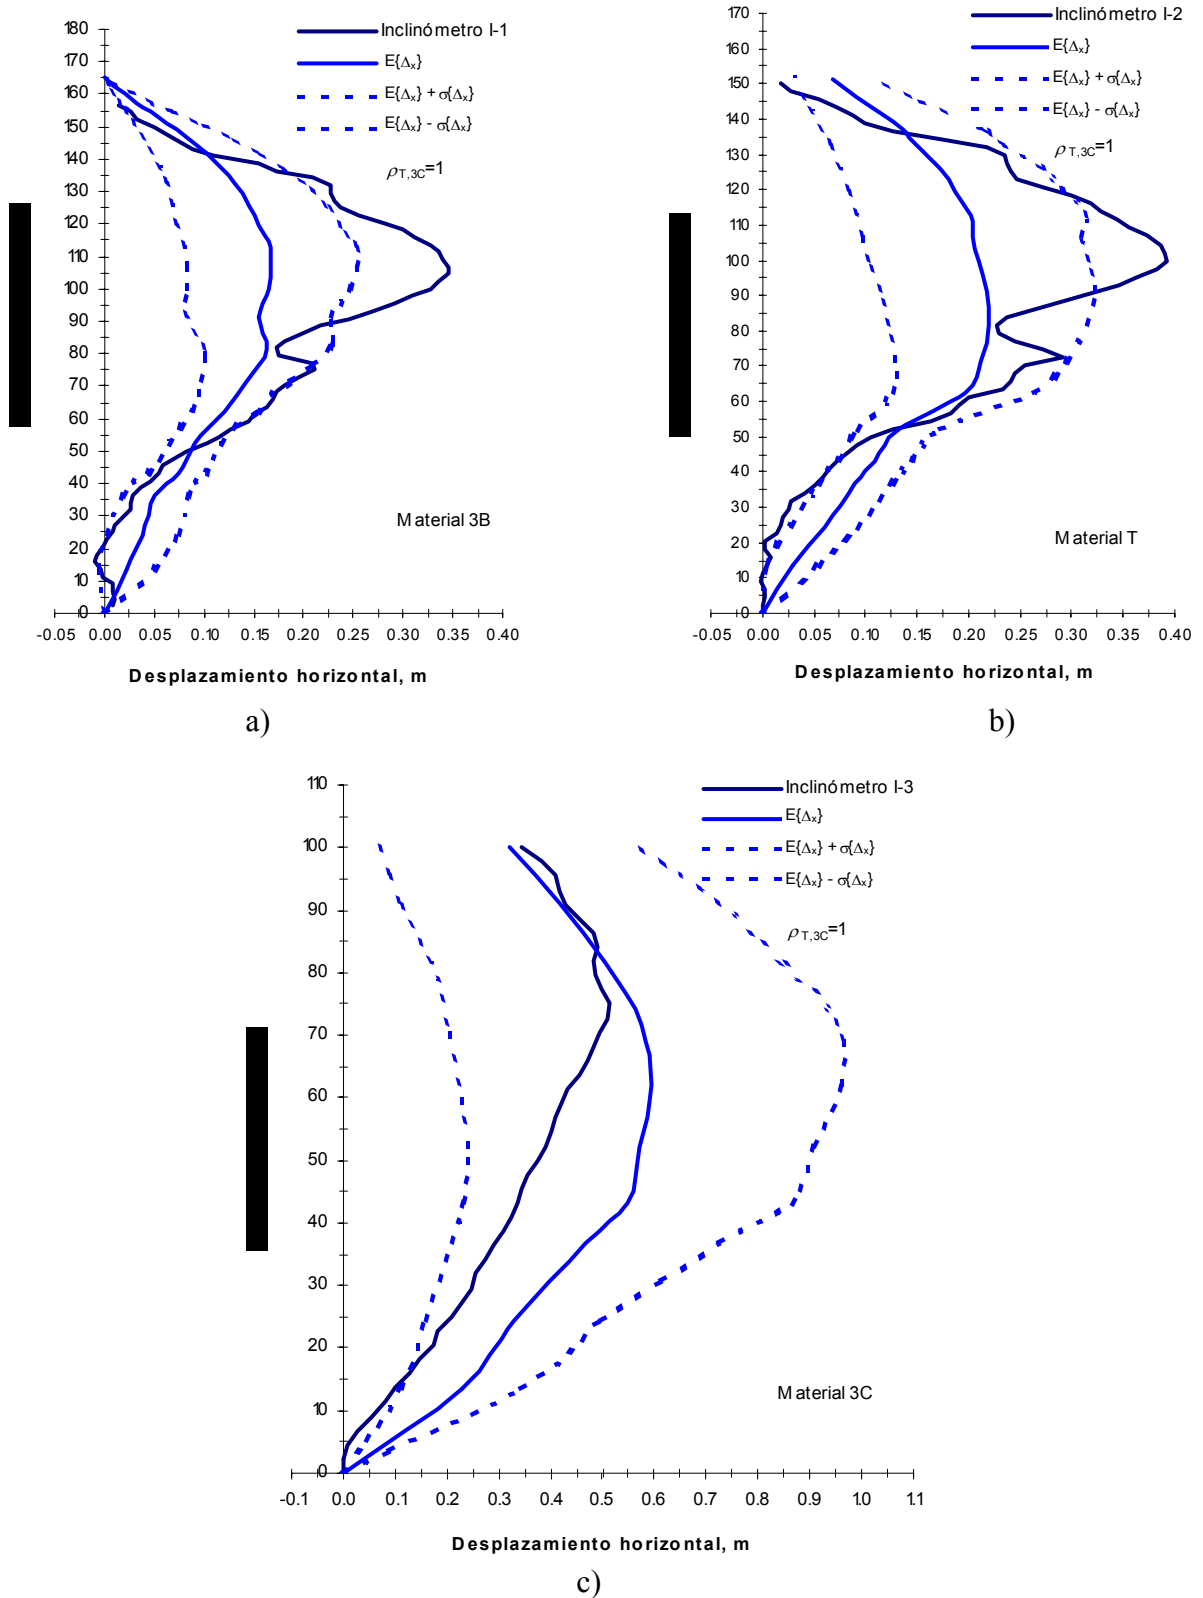 Inclinómetro I-1
E{Δx}
E{Δx} + σ{Δx}
E{Δx} - σ{Δx}
ρT,3C=1
180
170
160
150
140
130
120
110
100
90
80
70
60
50
40
30
20
10
0
Material 3B
-0.05 0.00 0.05 0.10 0.15 0.20 0.25 0.30 0.35 0.40
Desplazamiento horizontal, m
a)
Inclinómetro I-2
E{Δx}
E{Δx} + σ{Δx}
E{Δx} - σ{Δx}
ρT,3C=1
170
160
150
140
130
120
110
100
90
80
70
60
50
40
30
20
10
0
Material T
-0.05 0.00 0.05 0.10 0.15 0.20 0.25 0.30 0.35 0.40
Desplazamiento horizontal, m
b)
Inclinómetro I-3
E{Δx}
E{Δx} + σ{Δx}
E{Δx} - σ{Δx}
ρT,3C=1
110
100
90
80
70
60
50
40
30
20
10
0
Material 3C
-0.1 0.0 0.1 0.2 0.3 0.4 0.5 0.6 0.7 0.8 0.9 1.0 1.1
Desplazamiento horizontal, m
c)